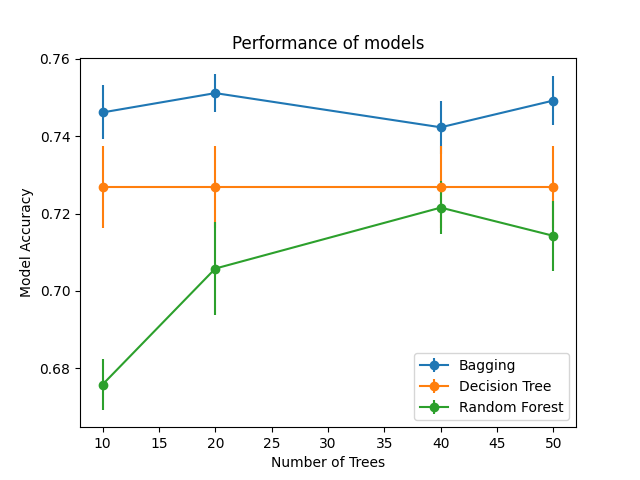 Performance of models
0.76
0.74
0.72
0.70
0.68
Model Accuracy
Bagging
Decision Tree
Random Forest
10 15 20 25 30 35 40 45 50
Number of Trees